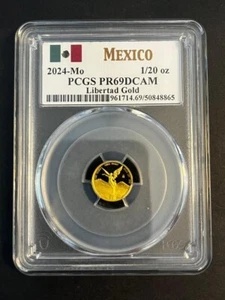 MEXICO
2024-Mo 1/20 oz
PCGS PR69DCAM
Libertad Gold
961714.69/50848865